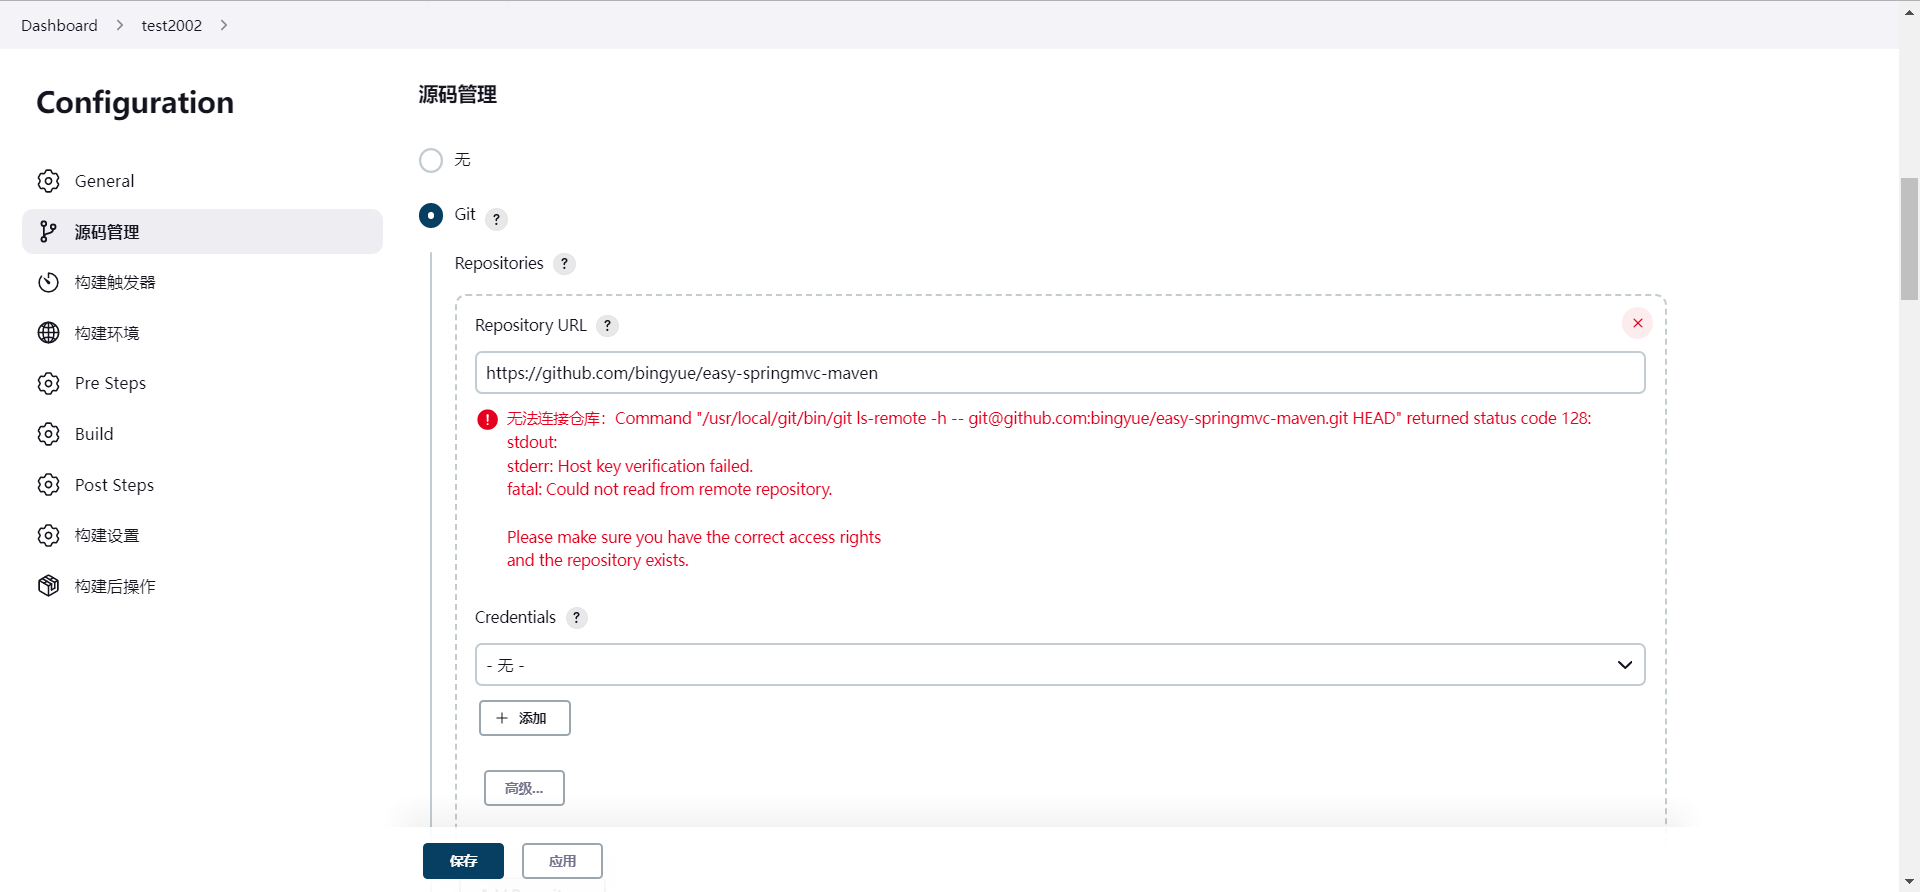 Dashboard
test2002
Configuration
General
源码管理
构建触发器
构建环境
Pre Steps
Build
Post Steps
构建设置
构建后操作
源码管理
无
Git ?
Repositories ?
Repository URL ?
https://github.com/bingyue/easy-springmvc-maven
无法连接仓库：Command "/usr/local/git/bin/git ls-remote -h -- git@github.com:bingyue/easy-springmvc-maven.git HEAD" returned status code 128:
stdout:
stderr: Host key verification failed.
fatal: Could not read from remote repository.
Please make sure you have the correct access rights
and the repository exists.
Credentials ?
- 无 -
添加
高级...
保存
应用